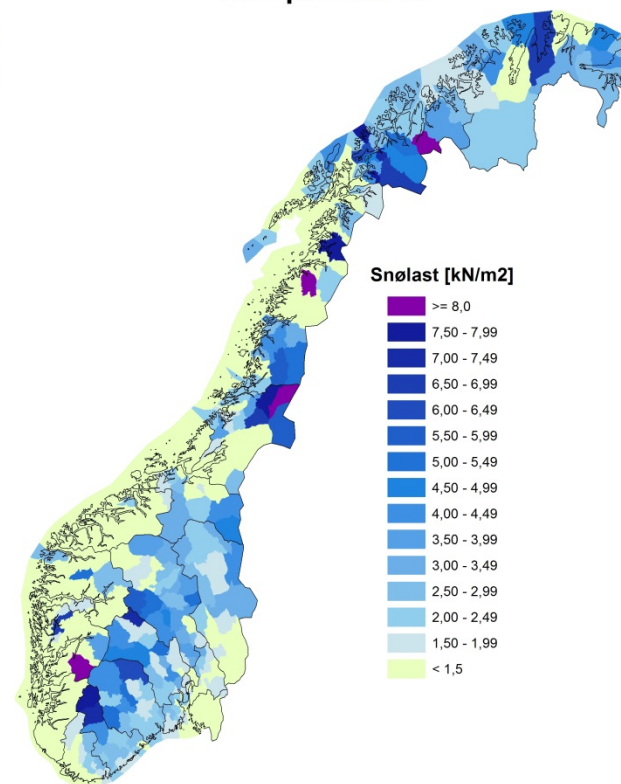 Snølast [kN/m2]
>= 8,0
7,50 - 7,99
7,00 - 7,49
6,50 - 6,99
6,00 - 6,49
5,50 - 5,99
5,00 - 5,49
4,50 - 4,99
4,00 - 4,49
3,50 - 3,99
3,00 - 3,49
2,50 - 2,99
2,00 - 2,49
1,50 - 1,99
< 1,5